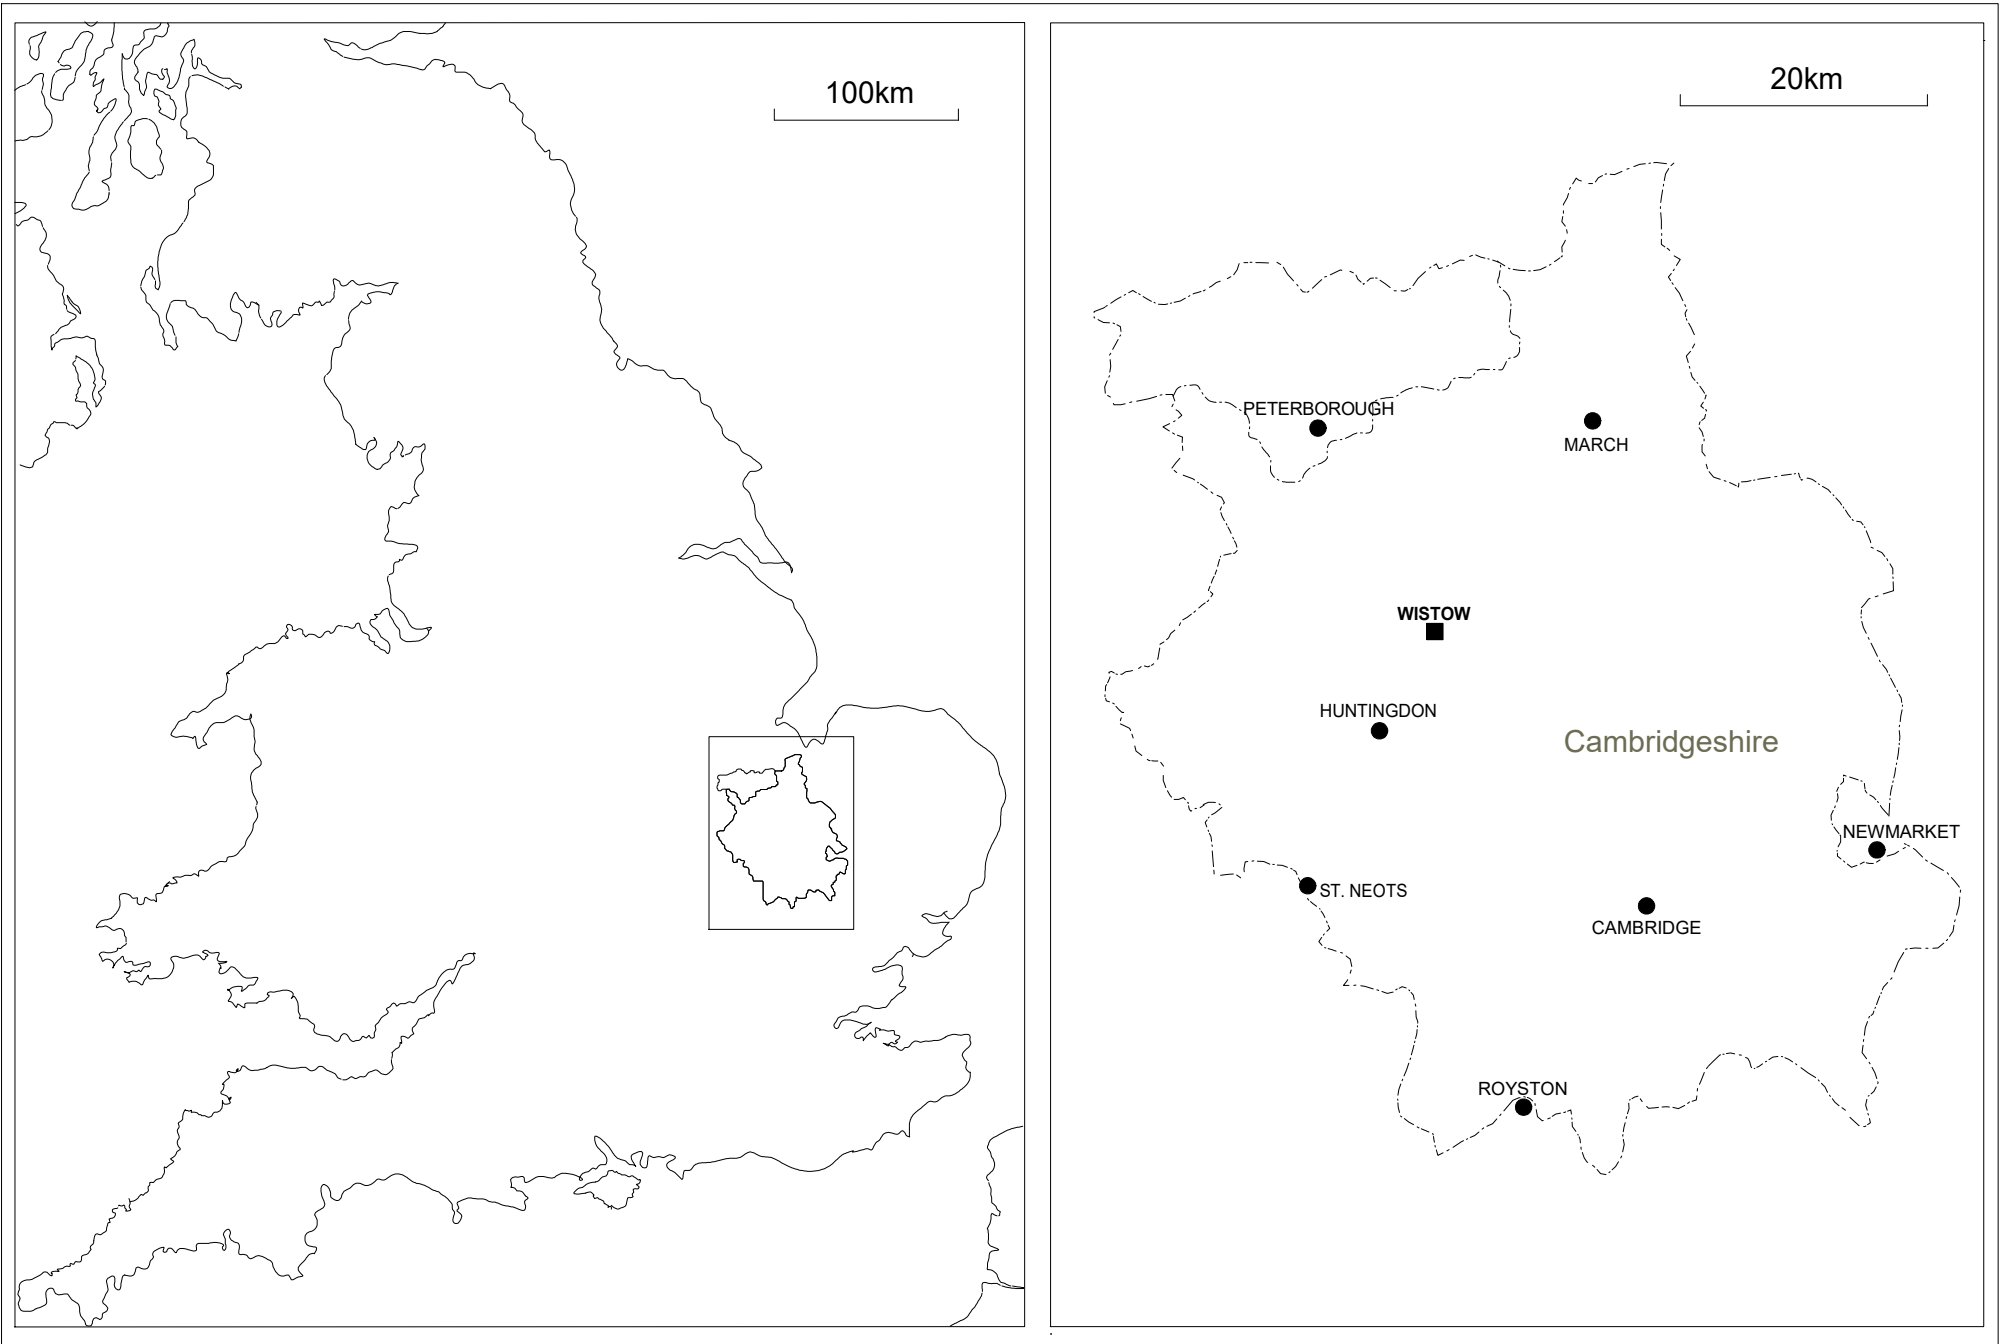 100km
20km
PETERBOROUGH
MARCH
WISTOW
HUNTINGDON
Cambridgeshire
NEWMARKET
ST. NEOTS
CAMBRIDGE
ROYSTON